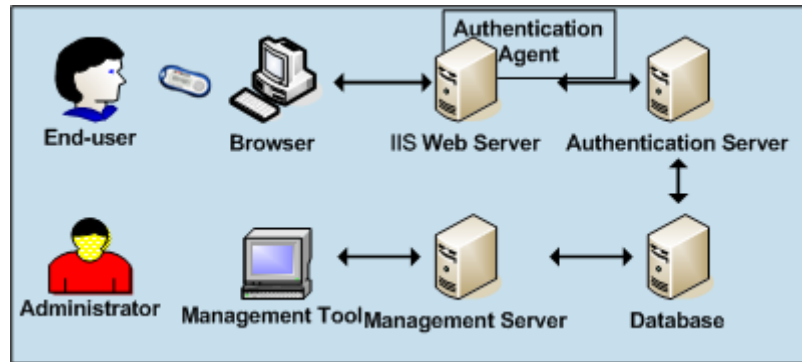 Authentication
Agent
End-user
Browser
IIS Web Server
Authentication Server
Administrator
Management Tool
Management Server
Database